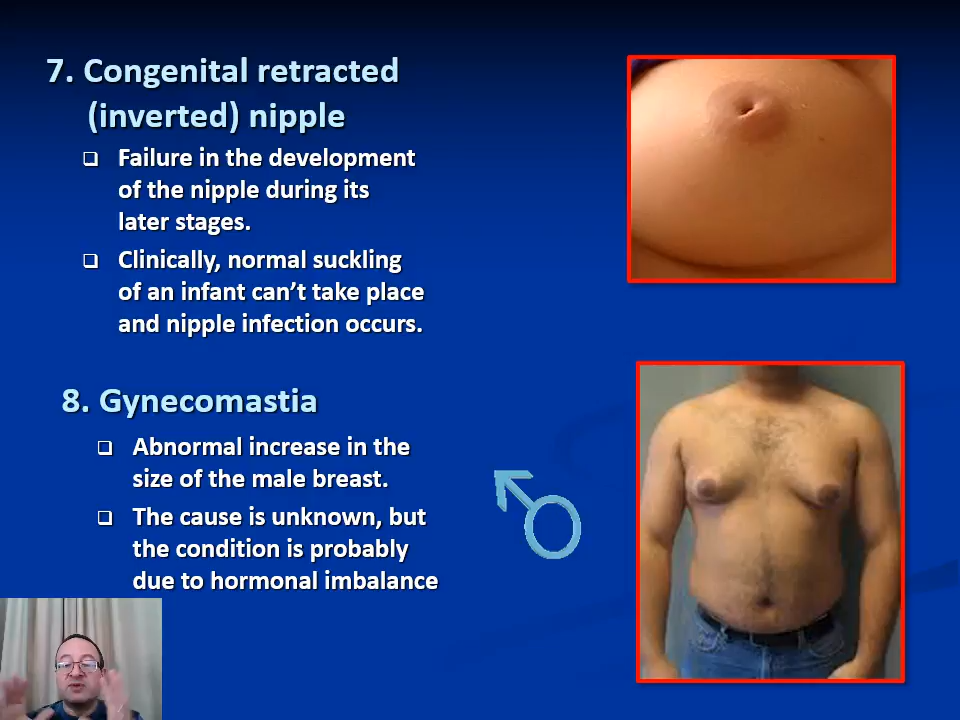 7. Congenital retracted
(inverted) nipple
Failure in the development
of the nipple during its
later stages.
Clinically, normal suckling
of an infant can’t take place
and nipple infection occurs.
8. Gynecomastia
Abnormal increase in the
size of the male breast.
The cause is unknown, but
the condition is probably
due to hormonal imbalance